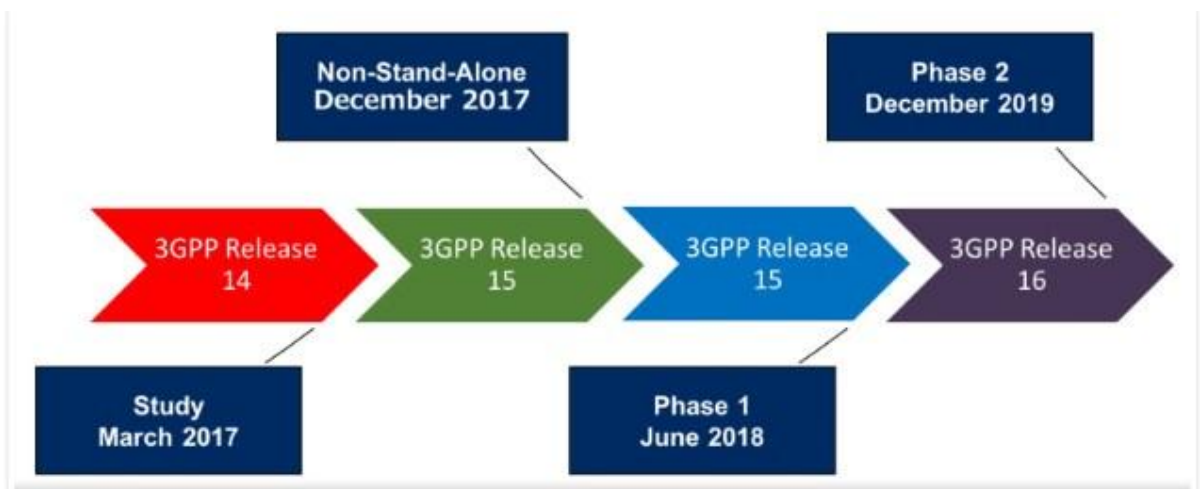 Non-Stand-Alone
December 2017
Phase 2
December 2019
3GPP Release
14
3GPP Release
15
3GPP Release
15
3GPP Release
16
Study
March 2017
Phase 1
June 2018